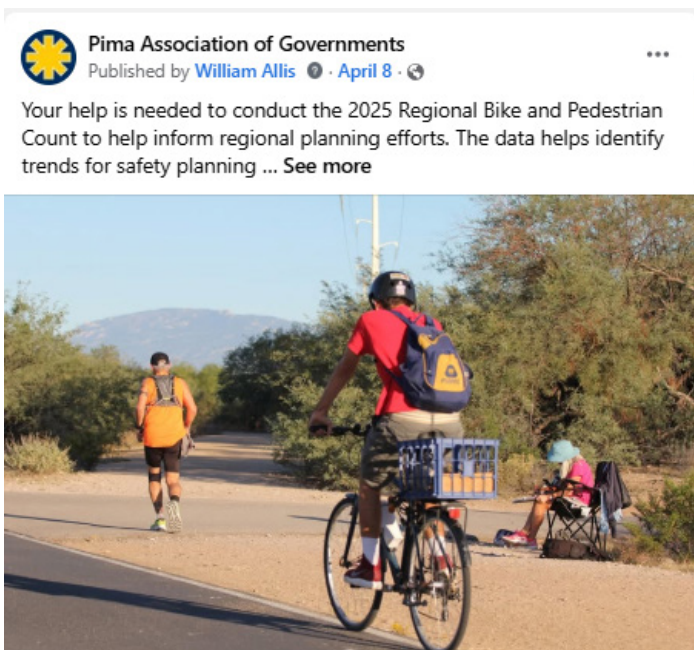 Pima Association of Governments
Published by William Allis · April 8 ·
Your help is needed to conduct the 2025 Regional Bike and Pedestrian
Count to help inform regional planning efforts. The data helps identify
trends for safety planning ... See more